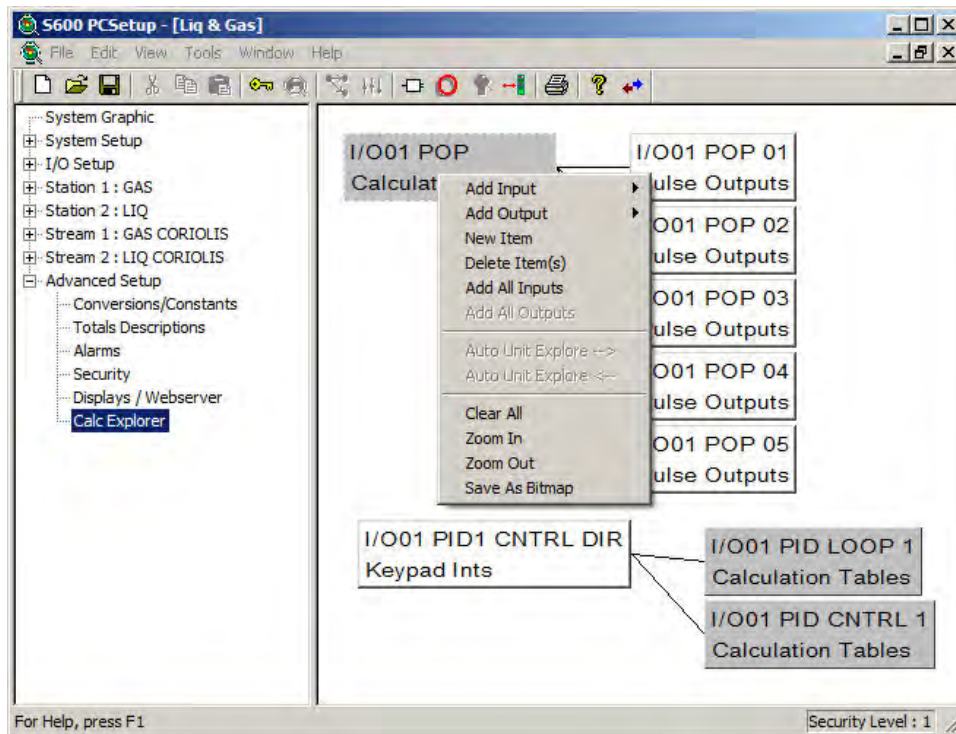 S600 PCSetup - [Liq & Gas]
File Edit View Tools Window Help
System Graphic
System Setup
I/O Setup
Station 1 : GAS
Station 2 : LIQ
Stream 1 : GAS CORIOLIS
Stream 2 : LIQ CORIOLIS
Advanced Setup
Conversions/Constants
Totals Descriptions
Alarms
Security
Displays / Webserver
Calc Explorer
I/O01 POP
Calculat
I/O01 POP 01
ulse Outputs
O01 POP 02
ulse Outputs
O01 POP 03
ulse Outputs
O01 POP 04
ulse Outputs
O01 POP 05
ulse Outputs
Add Input
Add Output
New Item
Delete Item(s)
Add All Inputs
Add All Outputs
Auto Unit Explore -->
Auto Unit Explore <--
Clear All
Zoom In
Zoom Out
Save As Bitmap
I/O01 PID1 CNTRL DIR
Keypad Ints
I/O01 PID LOOP 1
Calculation Tables
I/O01 PID CNTRL 1
Calculation Tables
For Help, press F1
Security Level : 1